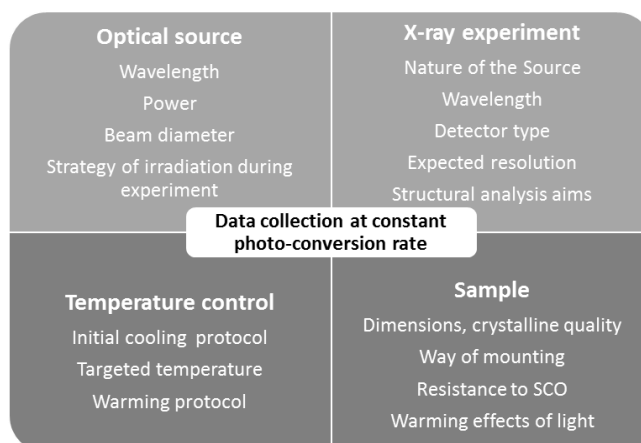 Optical source
Wavelength
Power
Beam diameter
Strategy of irradiation during
experiment
X-ray experiment
Nature of the Source
Wavelength
Detector type
Expected resolution
Structural analysis aims
Data collection at constant
photo-conversion rate
Temperature control
Initial cooling protocol
Targeted temperature
Warming protocol
Sample
Dimensions, crystalline quality
Way of mounting
Resistance to SCO
Warming effects of light